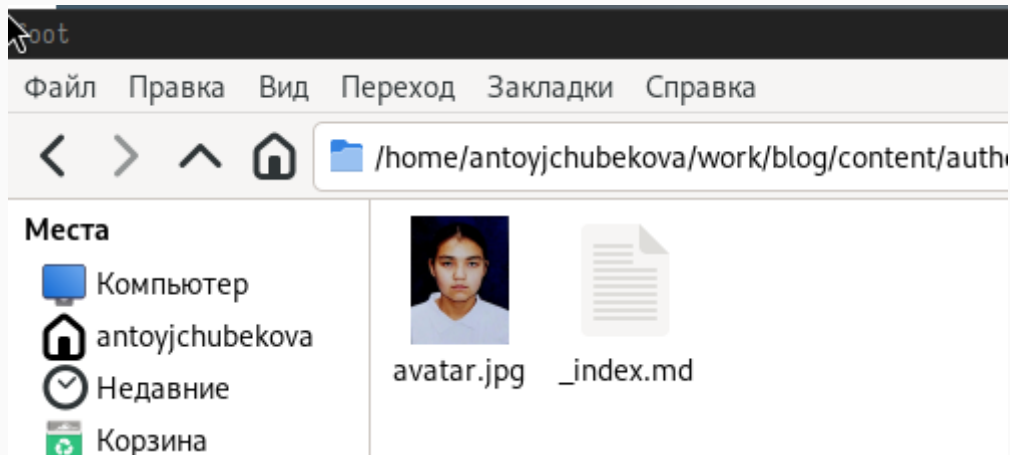 foot
Файл Правка Вид Переход Закладки Справка
/home/antoyjchubekova/work/blog/content/auth
Места
Компьютер
antoyjchubekova
Недавние
Корзина
avatar.jpg _index.md